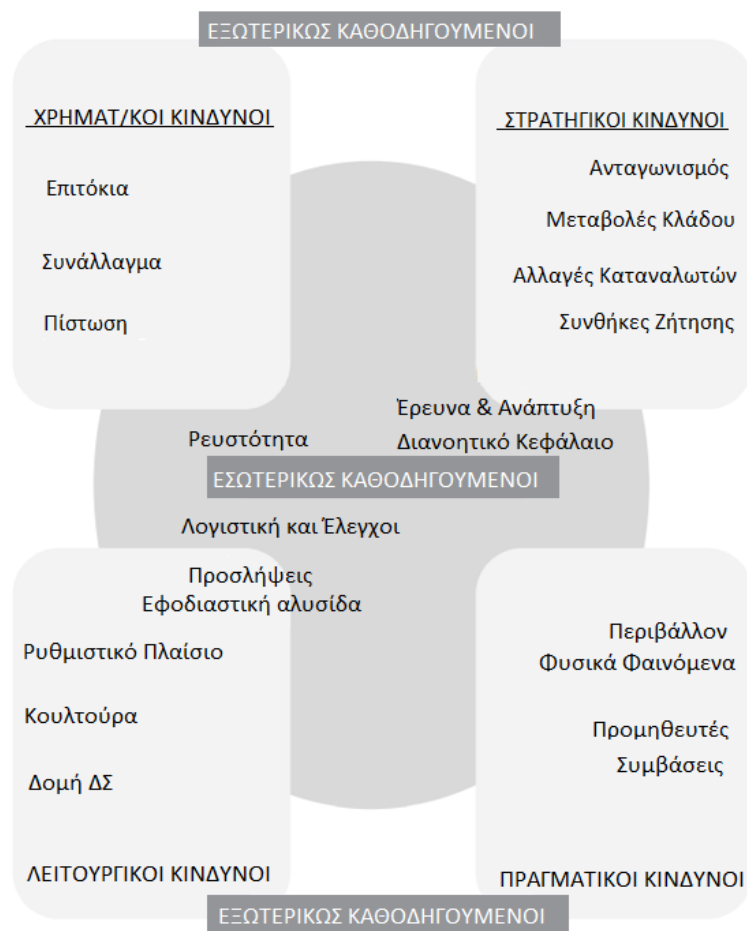 ΕΞΩΤΕΡΙΚΩΣ ΚΑΘΟΔΗΓΟΥΜΕΝΟΙ
ΧΡΗΜΑΤ/ΚΟΙ ΚΙΝΔΥΝΟΙ
Επιτόκια
Συνάλλαγμα
Πίστωση
ΣΤΡΑΤΗΓΙΚΟΙ ΚΙΝΔΥΝΟΙ
Ανταγωνισμός
Μεταβολές Κλάδου
Αλλαγές Καταναλωτών
Συνθήκες Ζήτησης
Έρευνα & Ανάπτυξη
Διανοητικό Κεφάλαιο
Ρευστότητα
ΕΣΩΤΕΡΙΚΩΣ ΚΑΘΟΔΗΓΟΥΜΕΝΟΙ
Λογιστική και Έλεγχοι
Προσλήψεις
Εφοδιαστική αλυσίδα
Ρυθμιστικό Πλαίσιο
Κουλτούρα
Δομή ΔΣ
ΛΕΙΤΟΥΡΓΙΚΟΙ ΚΙΝΔΥΝΟΙ
Περιβάλλον
Φυσικά Φαινόμενα
Προμηθευτές
Συμβάσεις
ΠΡΑΓΜΑΤΙΚΟΙ ΚΙΝΔΥΝΟΙ
ΕΞΩΤΕΡΙΚΩΣ ΚΑΘΟΔΗΓΟΥΜΕΝΟΙ